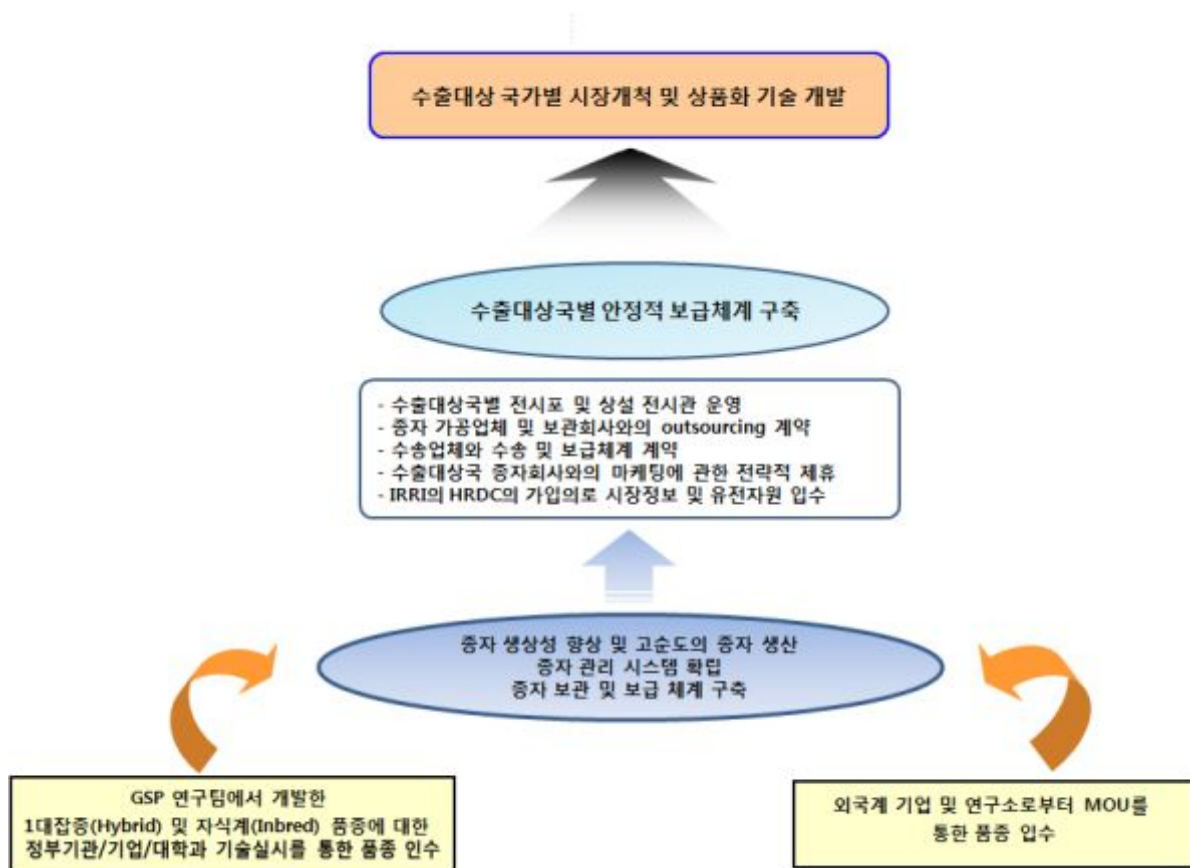 수출대상 국가별 시장개척 및 상품화 기술 개발
수출대상국별 안정적 보급체계 구축
- 수출대상국별 전시포 및 상설 전시관 운영
- 종자 가공업체 및 보관회사와의 outsourcing 계약
- 수송업체와 수송 및 보급체계 계약
- 수출대상국 종자회사와의 마케팅에 관한 전략적 제휴
- IRRI의 HRDC의 가입의로 시장정보 및 유전자원 입수
종자 생상성 향상 및 고순도의 종자 생산
종자 관리 시스템 확립
종자 보관 및 보급 체계 구축
GSP 연구팀에서 개발한
1대잡종(Hybrid) 및 자식계(Inbred) 품종에 대한
정부기관/기업/대학과 기술실시를 통한 품종 인수
외국계 기업 및 연구소로부터 MOU를
통한 품종 입수